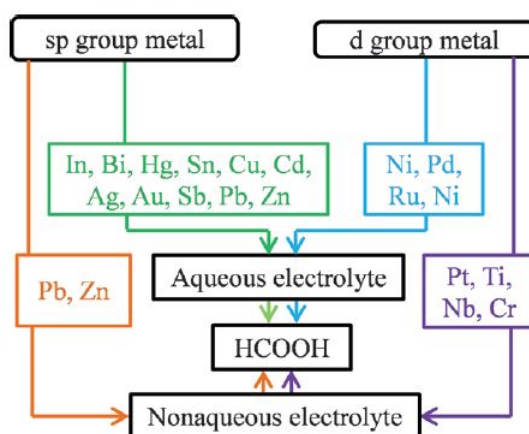 sp group metal
d group metal
In, Bi, Hg, Sn, Cu, Cd,
Ag, Au, Sb, Pb, Zn
Ni, Pd,
Ru, Ni
Pb, Zn
Aqueous electrolyte
Pt, Ti,
Nb, Cr
HCOOH
Nonaqueous electrolyte